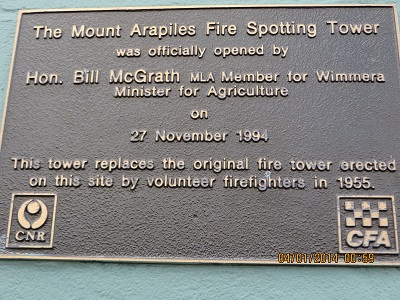 The Mount Arapiles Fire Spotting Tower
was officially opened by
Hon. Bill McGrath MLA Member for Wimmera
Minister for Agriculture
on
27 November 1994
This tower replaces the original fire tower erected
on this site by volunteer firefighters in 1955.
CNR
CFA
04/01/2014 00:59